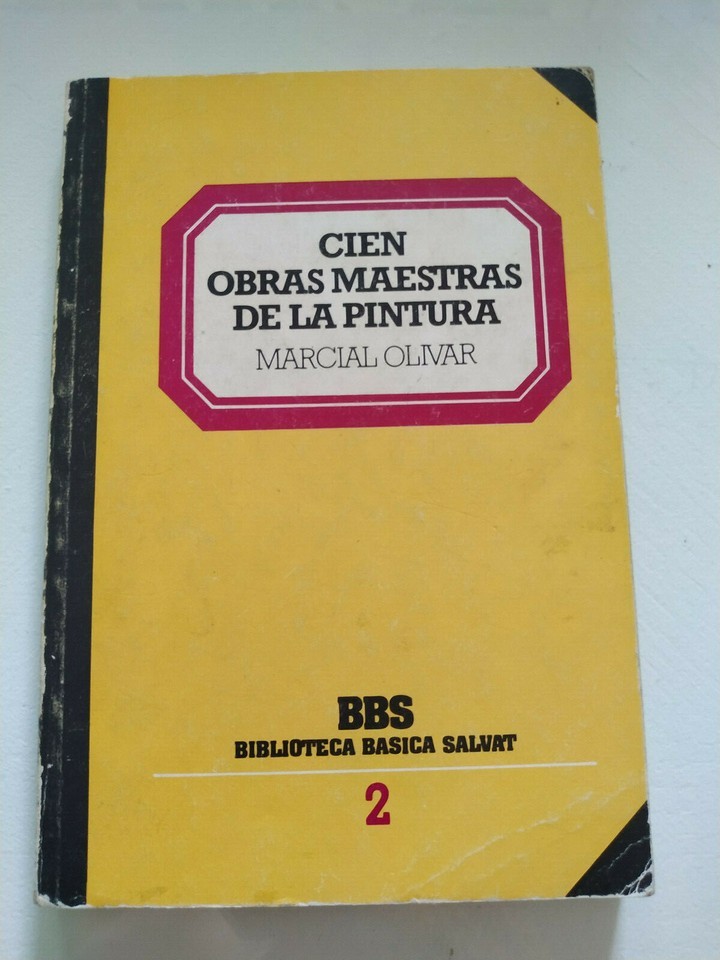 CIEN
OBRAS MAESTRAS
DE LA PINTURA
MARCIAL OLIVAR
BBS
BIBLIOTECA BASICA SALVAT
2